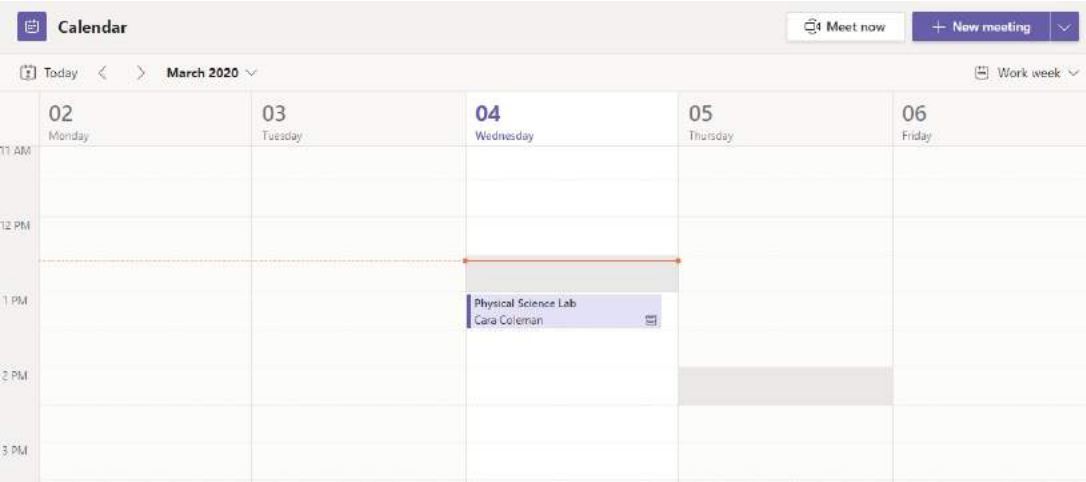 Calendar
Meet now
+ New meeting
Today
March 2020
Work week
02
Monday
03
Tuesday
04
Wednesday
05
Thursday
06
Friday
11 AM
12 PM
1 PM
Physical Science Lab
Cara Coleman
2 PM
3 PM